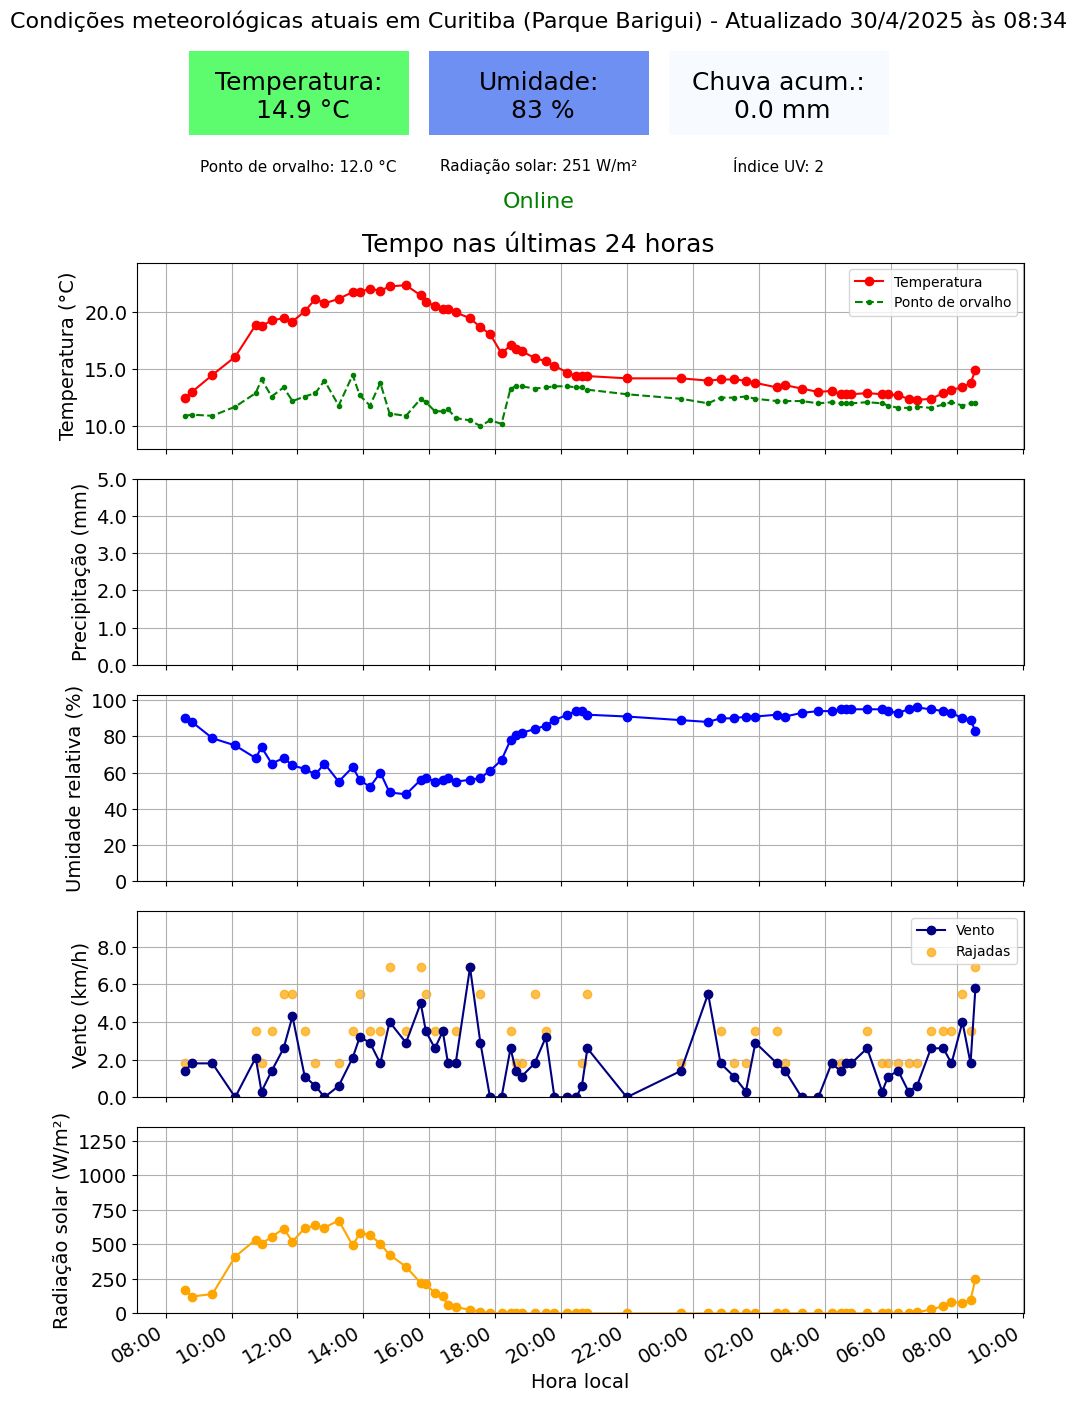 Condições meteorológicas atuais em Curitiba (Parque Barigui) - Atualizado 30/4/2025 às 08:34
Temperatura:
14.9 °C
Umidade:
83 %
Chuva acum.:
0.0 mm
Ponto de orvalho: 12.0 °C
Radiação solar: 251 W/m²
Índice UV: 2
Online
Tempo nas últimas 24 horas
Temperatura (°C)
20.0
15.0
10.0
Temperatura
Ponto de orvalho
Precipitação (mm)
5.0
4.0
3.0
2.0
1.0
0.0
Umidade relativa (%)
100
80
60
40
20
0
Vento (km/h)
8.0
6.0
4.0
2.0
0.0
Vento
Rajadas
Radiação solar (W/m²)
1250
1000
750
500
250
0
08:00
10:00
12:00
14:00
16:00
18:00
20:00
22:00
00:00
02:00
04:00
06:00
08:00
10:00
Hora local